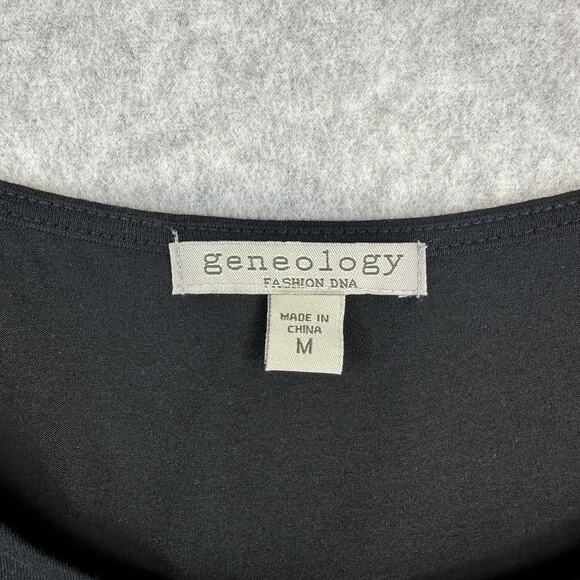 geneology
FASHION DNA
MADE IN
CHINA
M